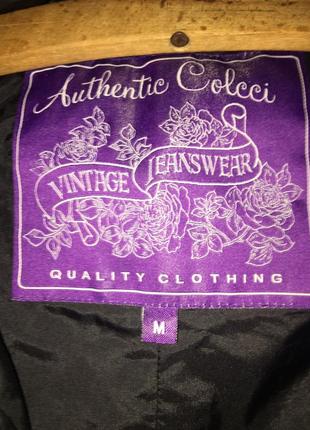 Authentic Colcci
VINTAGE JEANSWEAR
QUALITY CLOTHING
M